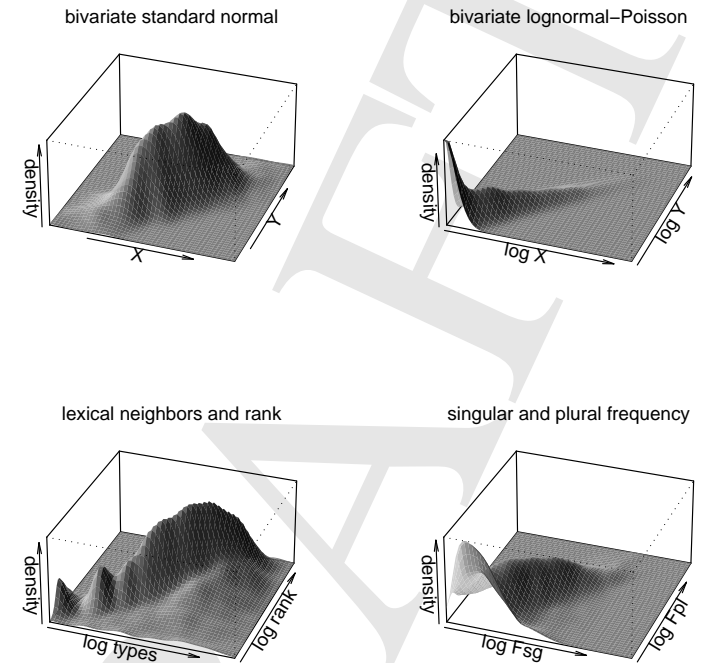 bivariate standard normal
density
X
Y
bivariate lognormal−Poisson
density
log X
log Y
lexical neighbors and rank
density
log types
log rank
singular and plural frequency
density
log Fsg
log Fpl